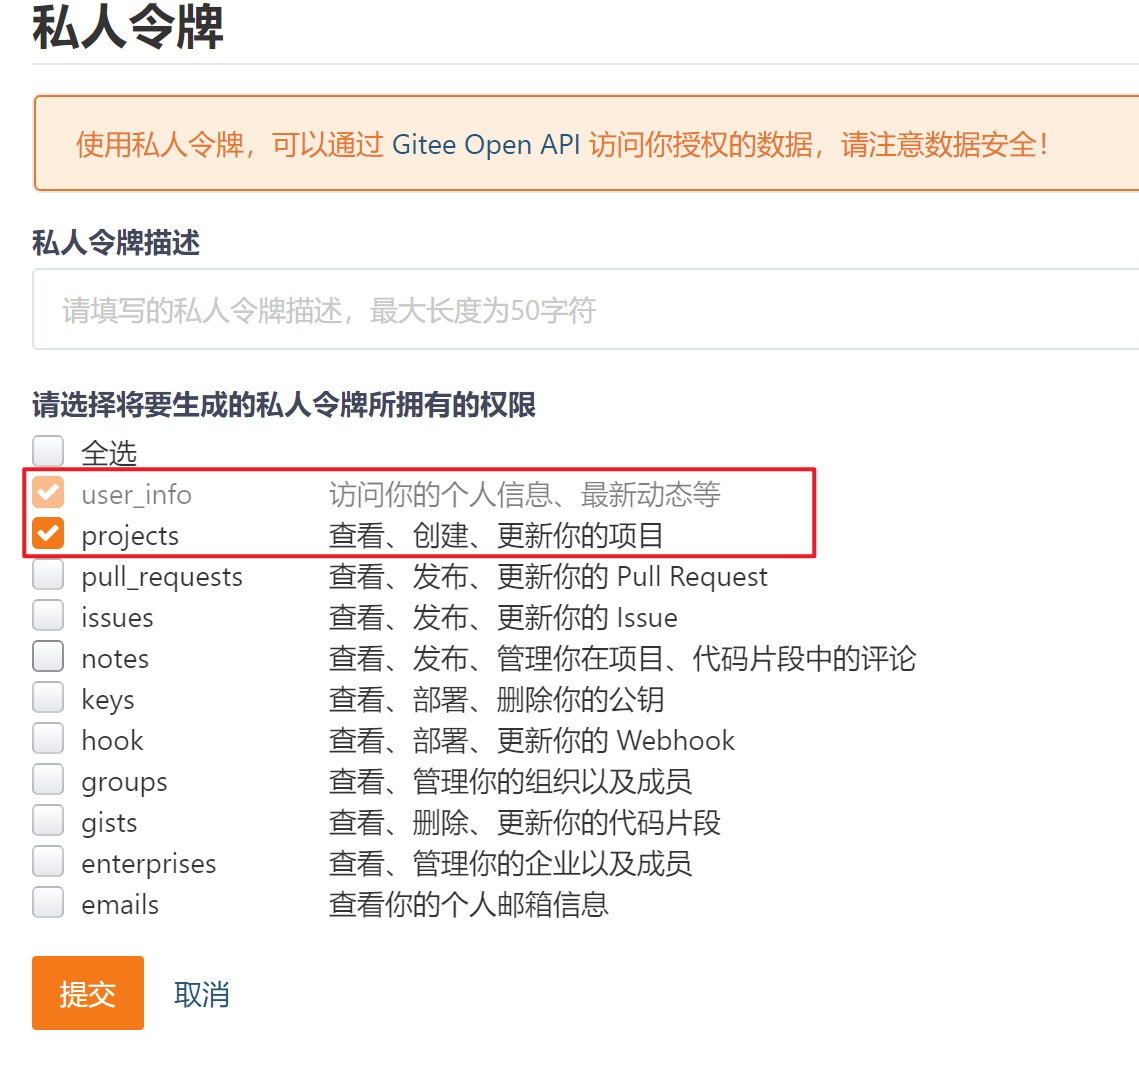 私人令牌
使用私人令牌，可以通过 Gitee Open API 访问你授权的数据，请注意数据安全！
私人令牌描述
请填写的私人令牌描述，最大长度为50字符
请选择将要生成的私人令牌所拥有的权限
全选
user_info 访问你的个人信息、最新动态等
projects 查看、创建、更新你的项目
pull_requests 查看、发布、更新你的 Pull Request
issues 查看、发布、更新你的 Issue
notes 查看、发布、管理你在项目、代码片段中的评论
keys 查看、部署、删除你的公钥
hook 查看、部署、更新你的 Webhook
groups 查看、管理你的组织以及成员
gists 查看、删除、更新你的代码片段
enterprises 查看、管理你的企业以及成员
emails 查看你的个人邮箱信息
提交 取消